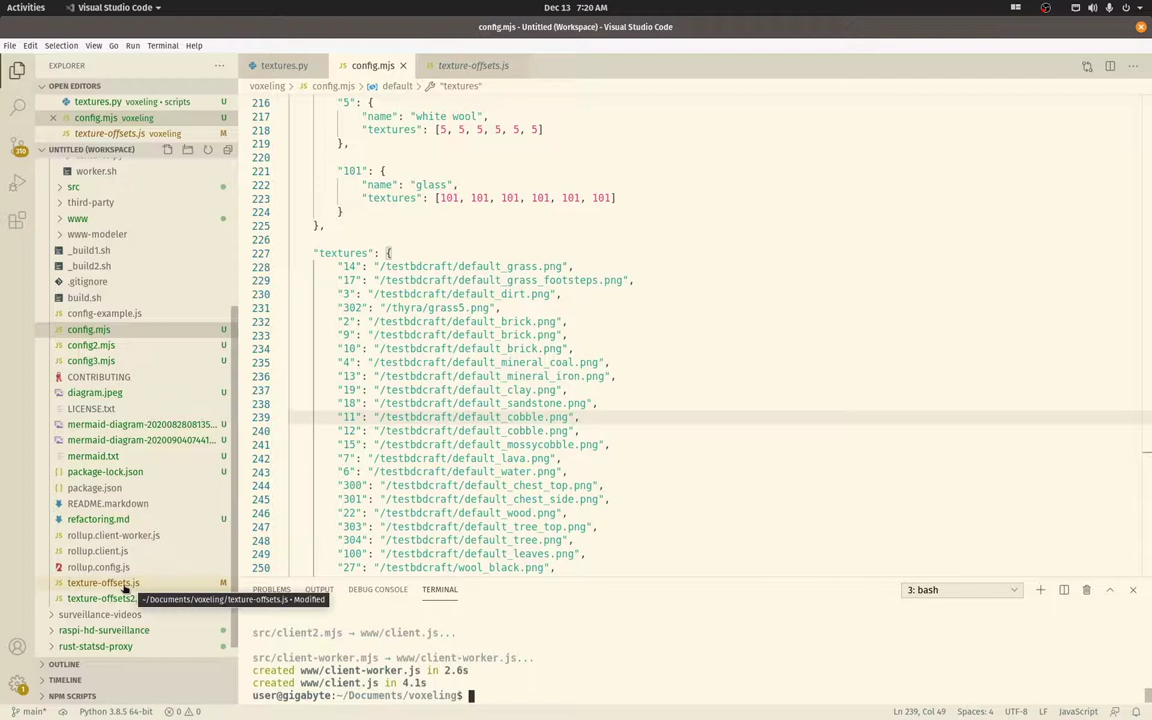 Activities
Visual Studio Code
Dec 13 7:20 AM
config.mjs - Untitled (Workspace) - Visual Studio Code
File Edit Selection View Go Run Terminal Help
EXPLORER
OPEN EDITORS
textures.py voxeling • scripts U
config.mjs voxeling U
texture-offsets.js voxeling M
UNTITLED (WORKSPACE)
worker.sh
src
third-party
www
www-modeler
_build1.sh
_build2.sh
.gitignore
build.sh
config-example.js
config.mjs U
config2.mjs U
config3.mjs U
CONTRIBUTING
diagram.jpeg U
LICENSE.txt
mermaid-diagram-2020082808135... U
mermaid-diagram-2020090407441... U
mermaid.txt U
package-lock.json U
package.json
README.markdown
refactoring.md U
rollup.client-worker.js
rollup.client.js
rollup.config.js
texture-offsets.js M
texture-offsets2.
~/Documents/voxeling/texture-offsets.js • Modified
surveillance-videos
raspi-hd-surveillance
rust-statsd-proxy
OUTLINE
TIMELINE
NPM SCRIPTS
310
1
textures.py
config.mjs
texture-offsets.js
voxeling > config.mjs > default > "textures"
216 "5": {
217 "name": "white wool",
218 "textures": [5, 5, 5, 5, 5, 5]
219 },
220
221 "101": {
222 "name": "glass",
223 "textures": [101, 101, 101, 101, 101, 101]
224 }
225 },
226
227 "textures": {
228 "14": "/testbdcraft/default_grass.png",
229 "17": "/testbdcraft/default_grass_footsteps.png",
230 "3": "/testbdcraft/default_dirt.png",
231 "302": "/thyra/grass5.png",
232 "2": "/testbdcraft/default_brick.png",
233 "9": "/testbdcraft/default_brick.png",
234 "10": "/testbdcraft/default_brick.png",
235 "4": "/testbdcraft/default_mineral_coal.png",
236 "13": "/testbdcraft/default_mineral_iron.png",
237 "19": "/testbdcraft/default_clay.png",
238 "18": "/testbdcraft/default_sandstone.png",
239 "11": "/testbdcraft/default_cobble.png",
240 "12": "/testbdcraft/default_cobble.png",
241 "15": "/testbdcraft/default_mossycobble.png",
242 "7": "/testbdcraft/default_lava.png",
243 "6": "/testbdcraft/default_water.png",
244 "300": "/testbdcraft/default_chest_top.png",
245 "301": "/testbdcraft/default_chest_side.png",
246 "22": "/testbdcraft/default_wood.png",
247 "303": "/testbdcraft/default_tree_top.png",
248 "304": "/testbdcraft/default_tree.png",
249 "100": "/testbdcraft/default_leaves.png",
250 "27": "/testbdcraft/wool_black.png",
PROBLEMS OUTPUT DEBUG CONSOLE TERMINAL
3: bash
src/client2.mjs → www/client.js...
src/client-worker.mjs → www/client-worker.js...
created www/client-worker.js in 2.6s
created www/client.js in 4.1s
user@gigabyte:~/Documents/voxeling$
main* Python 3.8.5 64-bit 0 0
Ln 239, Col 49 Spaces: 4 UTF-8 LF JavaScript